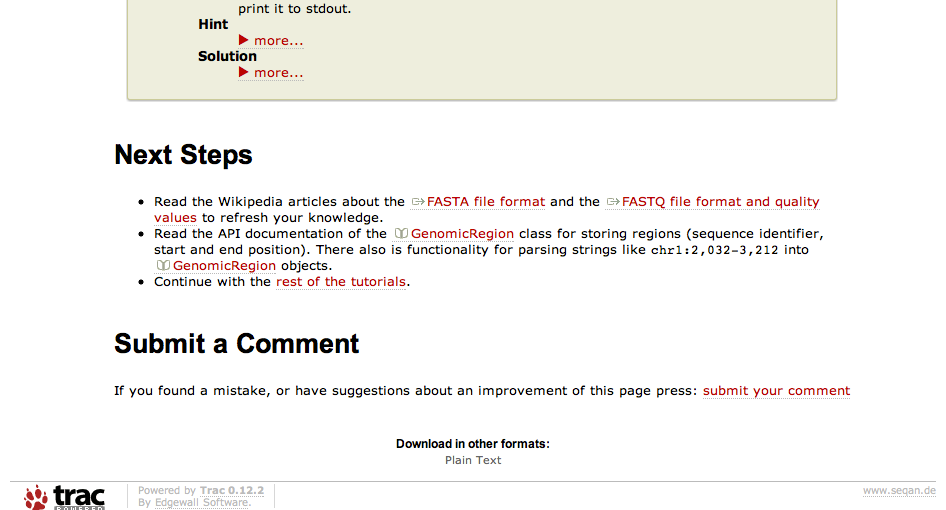 print it to stdout.
Hint
▶ more...
Solution
▶ more...
Next Steps
• Read the Wikipedia articles about the FASTA file format and the FASTQ file format and quality
values to refresh your knowledge.
• Read the API documentation of the GenomicRegion class for storing regions (sequence identifier,
start and end position). There also is functionality for parsing strings like chr1:2,032-3,212 into
GenomicRegion objects.
• Continue with the rest of the tutorials.
Submit a Comment
If you found a mistake, or have suggestions about an improvement of this page press: submit your comment
Download in other formats:
Plain Text
trac
POWERED
Powered by Trac 0.12.2
By Edgewall Software.
www.seqan.de